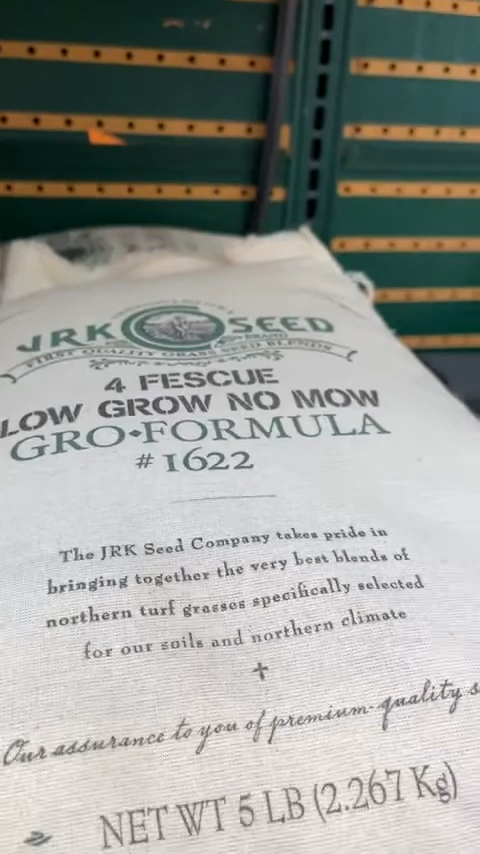 JRK SEED
BRAND
FIRST QUALITY GRASS SEED BLENDS
4 FESCUE
LOW GROW NO MOW
GRO•FORMULA
#1622
The JRK Seed Company takes pride in
bringing together the very best blends of
northern turf grasses specifically selected
for our soils and northern climate
Our assurance to you of premium-quality s
NET WT 5 LB (2.267 Kg)